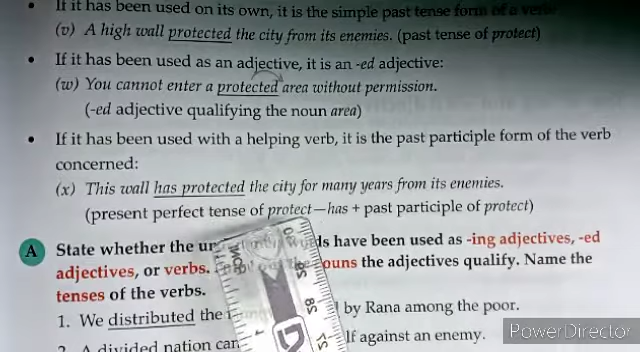 • If it has been used on its own, it is the simple past tense form of a verb:
(v) A high wall protected the city from its enemies. (past tense of protect)
• If it has been used as an adjective, it is an -ed adjective:
(w) You cannot enter a protected area without permission.
(-ed adjective qualifying the noun area)
• If it has been used with a helping verb, it is the past participle form of the verb
concerned:
(x) This wall has protected the city for many years from its enemies.
(present perfect tense of protect—has + past participle of protect)
A State whether the words have been used as -ing adjectives, -ed
adjectives, or verbs. the adjectives qualify. Name the
tenses of the verbs.
1. We distributed the by Rana among the poor.
2. A divided nation can against an enemy.
PowerDirector